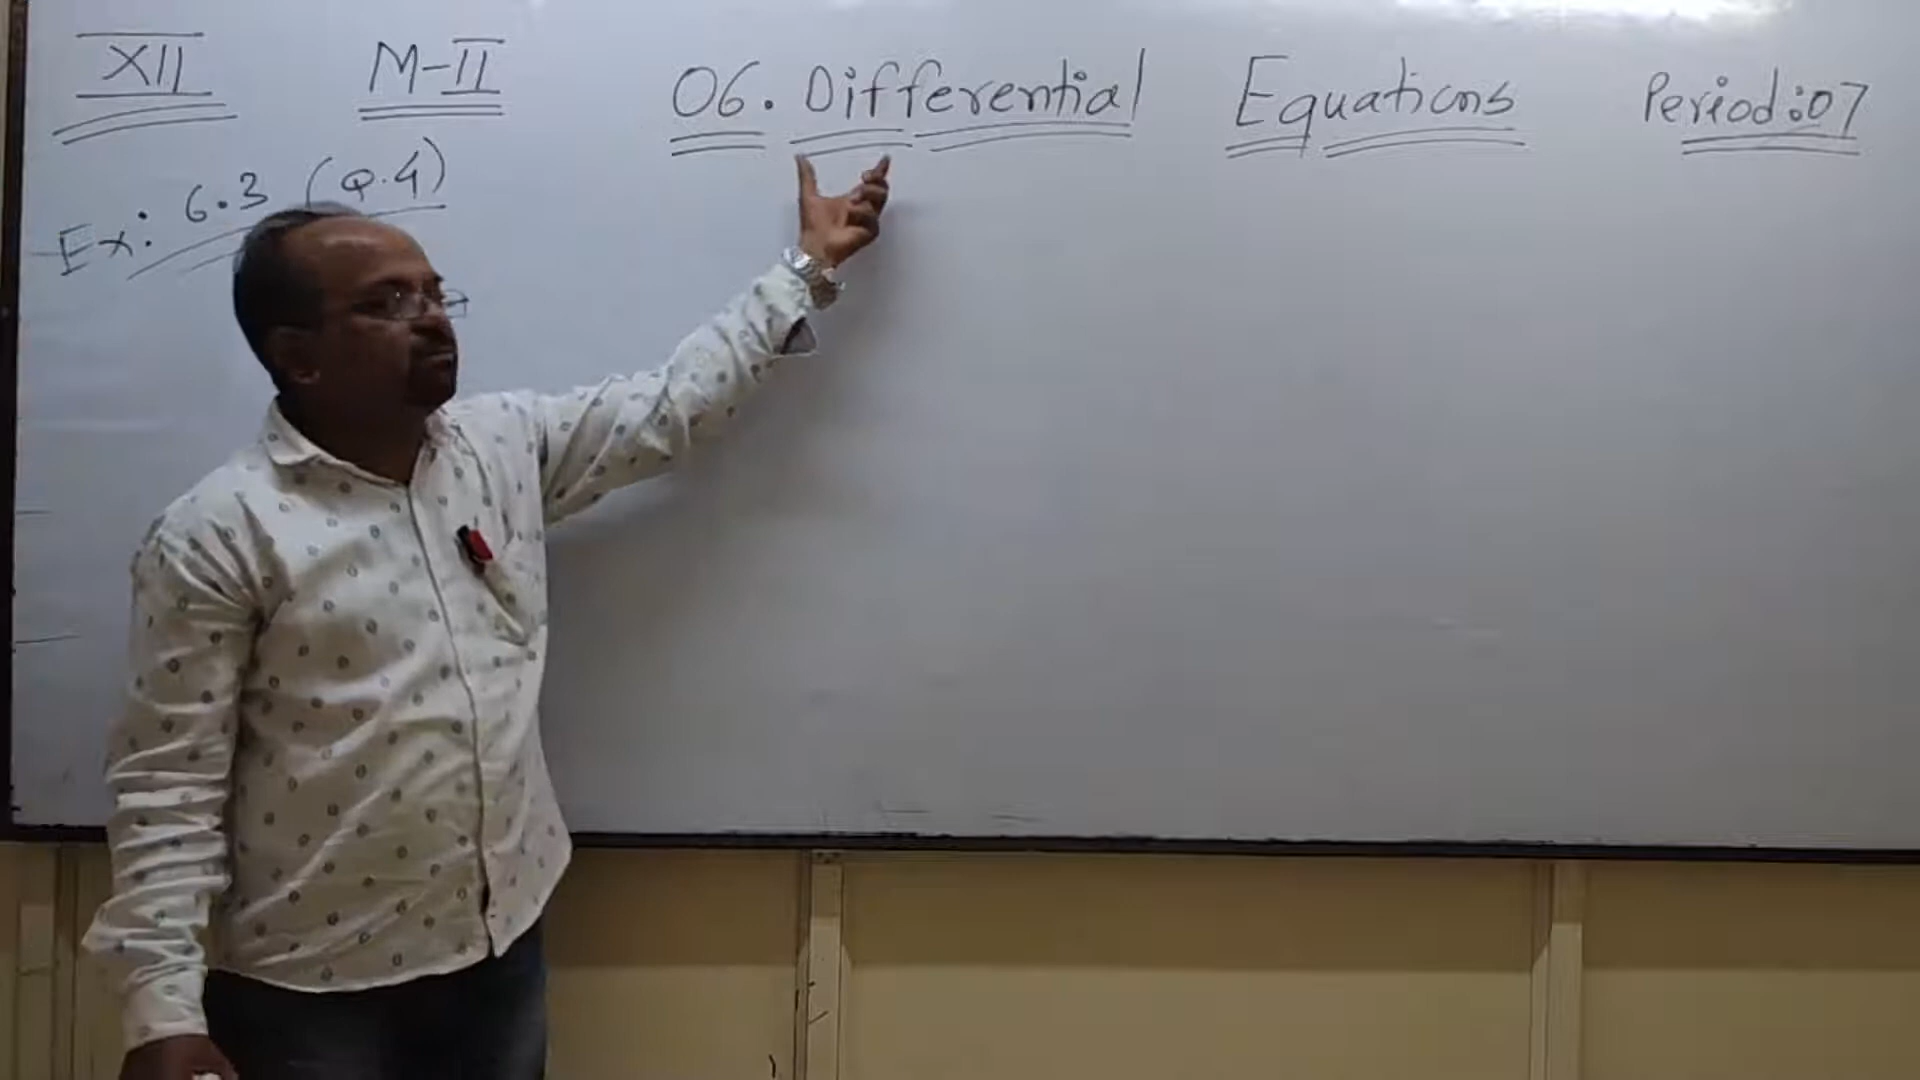 XII M-II 06. Differential Equations Period:07
Ex: 6.3 (Q.4)